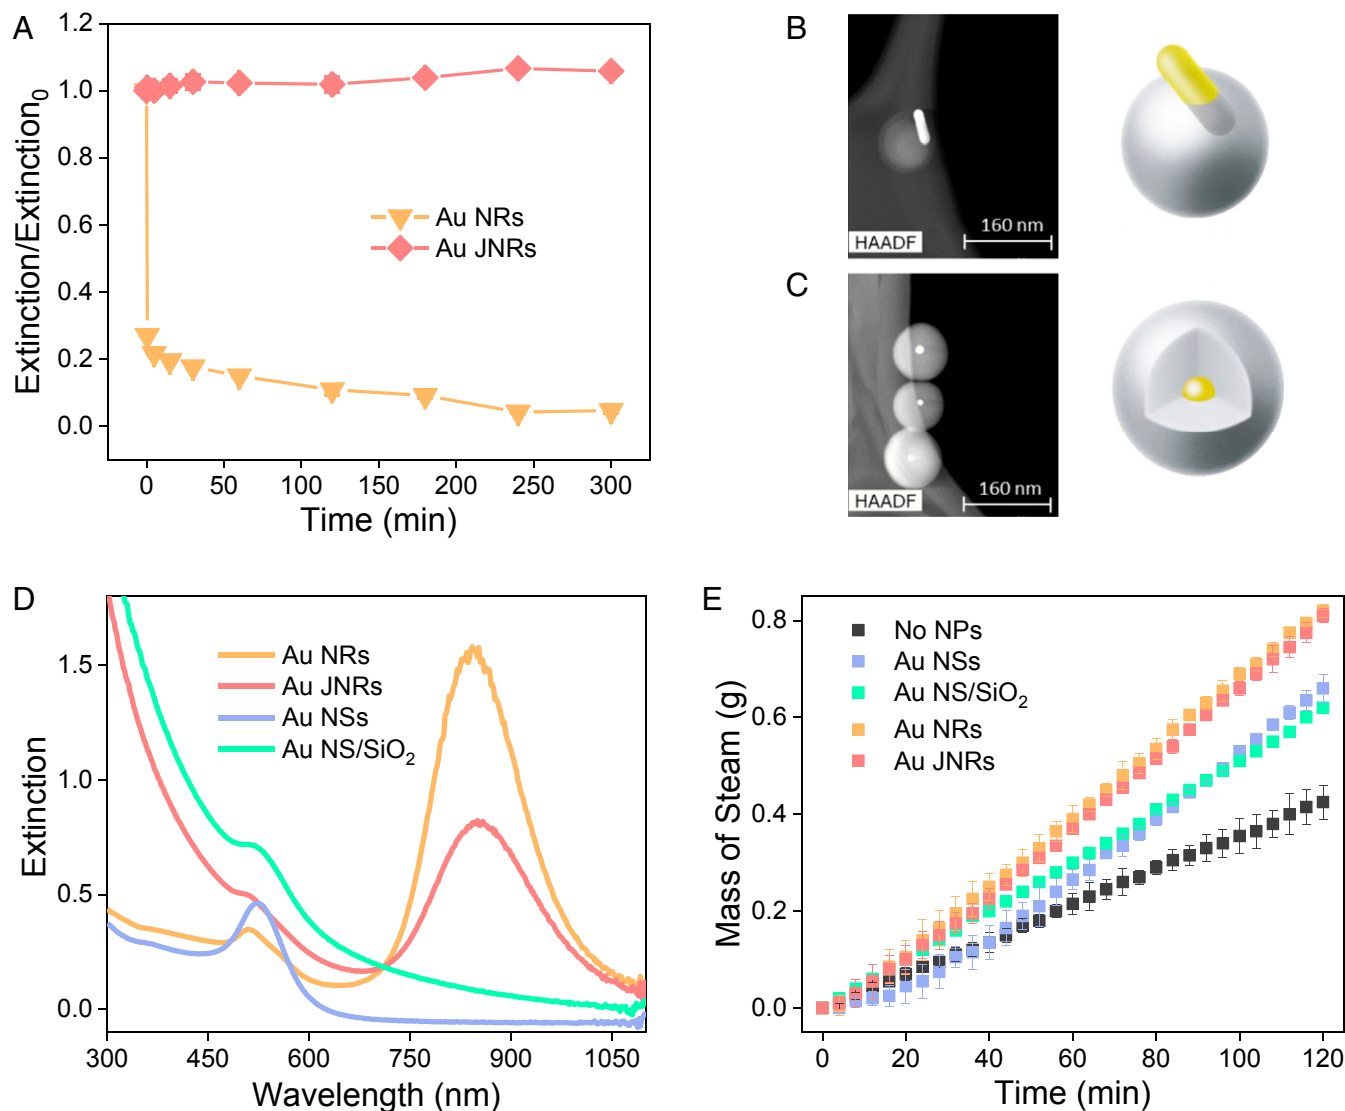 A
1.2
1.0
0.8
0.6
0.4
0.2
0.0
Extinction/Extinction₀
Au NRs
Au JNRs
0 50 100 150 200 250 300
Time (min)
B
160 nm
HAADF
C
160 nm
HAADF
D
1.5
1.0
0.5
0.0
Extinction
Au NRs
Au JNRs
Au NSs
Au NS/SiO₂
300 450 600 750 900 1050
Wavelength (nm)
E
0.8
0.6
0.4
0.2
0.0
Mass of Steam (g)
No NPs
Au NSs
Au NS/SiO₂
Au NRs
Au JNRs
0 20 40 60 80 100 120
Time (min)